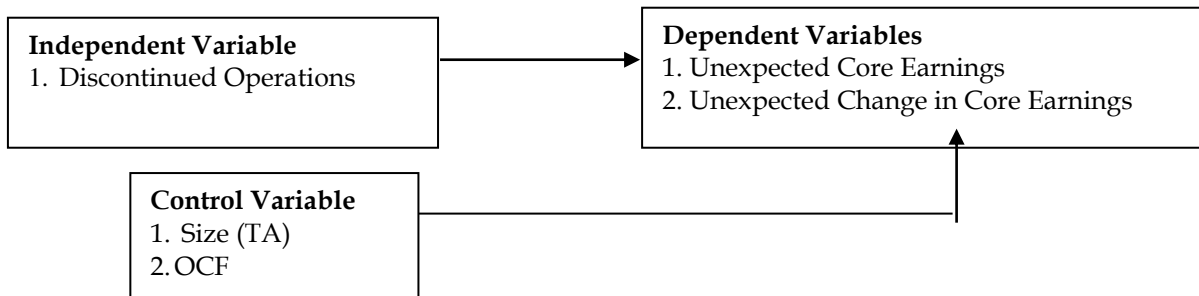 Independent Variable
1. Discontinued Operations
Dependent Variables
1. Unexpected Core Earnings
2. Unexpected Change in Core Earnings
Control Variable
1. Size (TA)
2. OCF